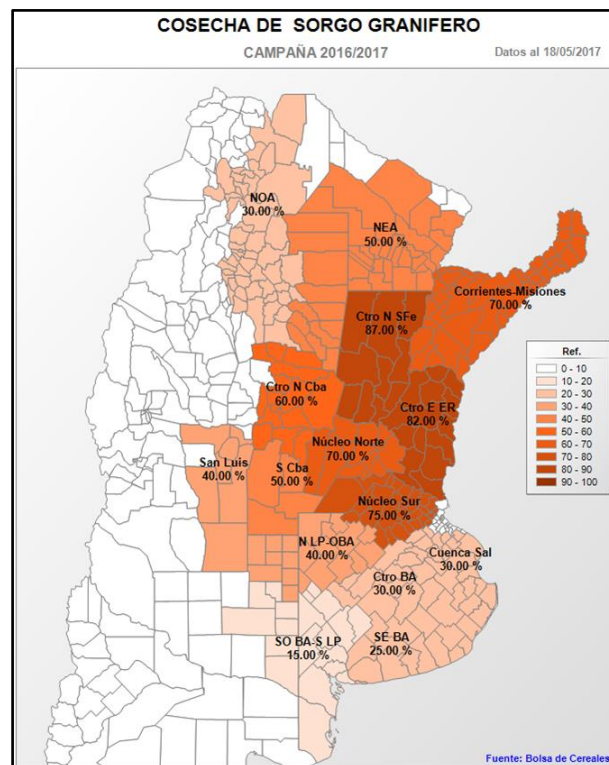 COSECHA DE SORGO GRANIFERO
CAMPAÑA 2016/2017
Datos al 18/05/2017
NOA
30.00 %
NEA
50.00 %
Corrientes-Misiones
70.00 %
Ctro N SFe
87.00 %
Ctro N Cba
60.00 %
Ctro E ER
82.00 %
Núcleo Norte
70.00 %
San Luis
40.00 %
S Cba
50.00 %
Núcleo Sur
75.00 %
N LP-OBA
40.00 %
Cuenca Sal
30.00 %
Ctro BA
30.00 %
SO BA-S LP
15.00 %
SE BA
25.00 %
Ref.
0 - 10
10 - 20
20 - 30
30 - 40
40 - 50
50 - 60
60 - 70
70 - 80
80 - 90
90 - 100
Fuente: Bolsa de Cereales